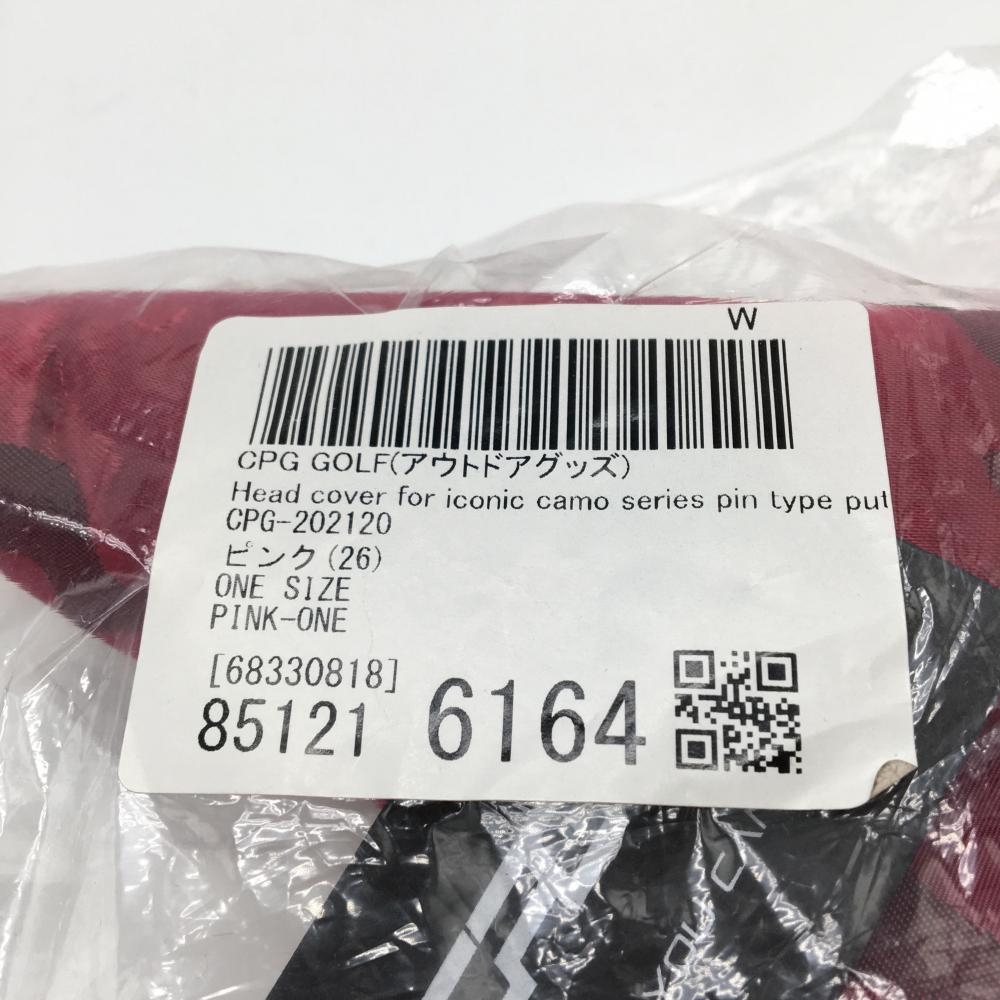 W
CPG GOLF(アウトドアグッズ)
Head cover for iconic camo series pin type put
CPG-202120
ピンク(26)
ONE SIZE
PINK-ONE
[68330818]
85121 6164